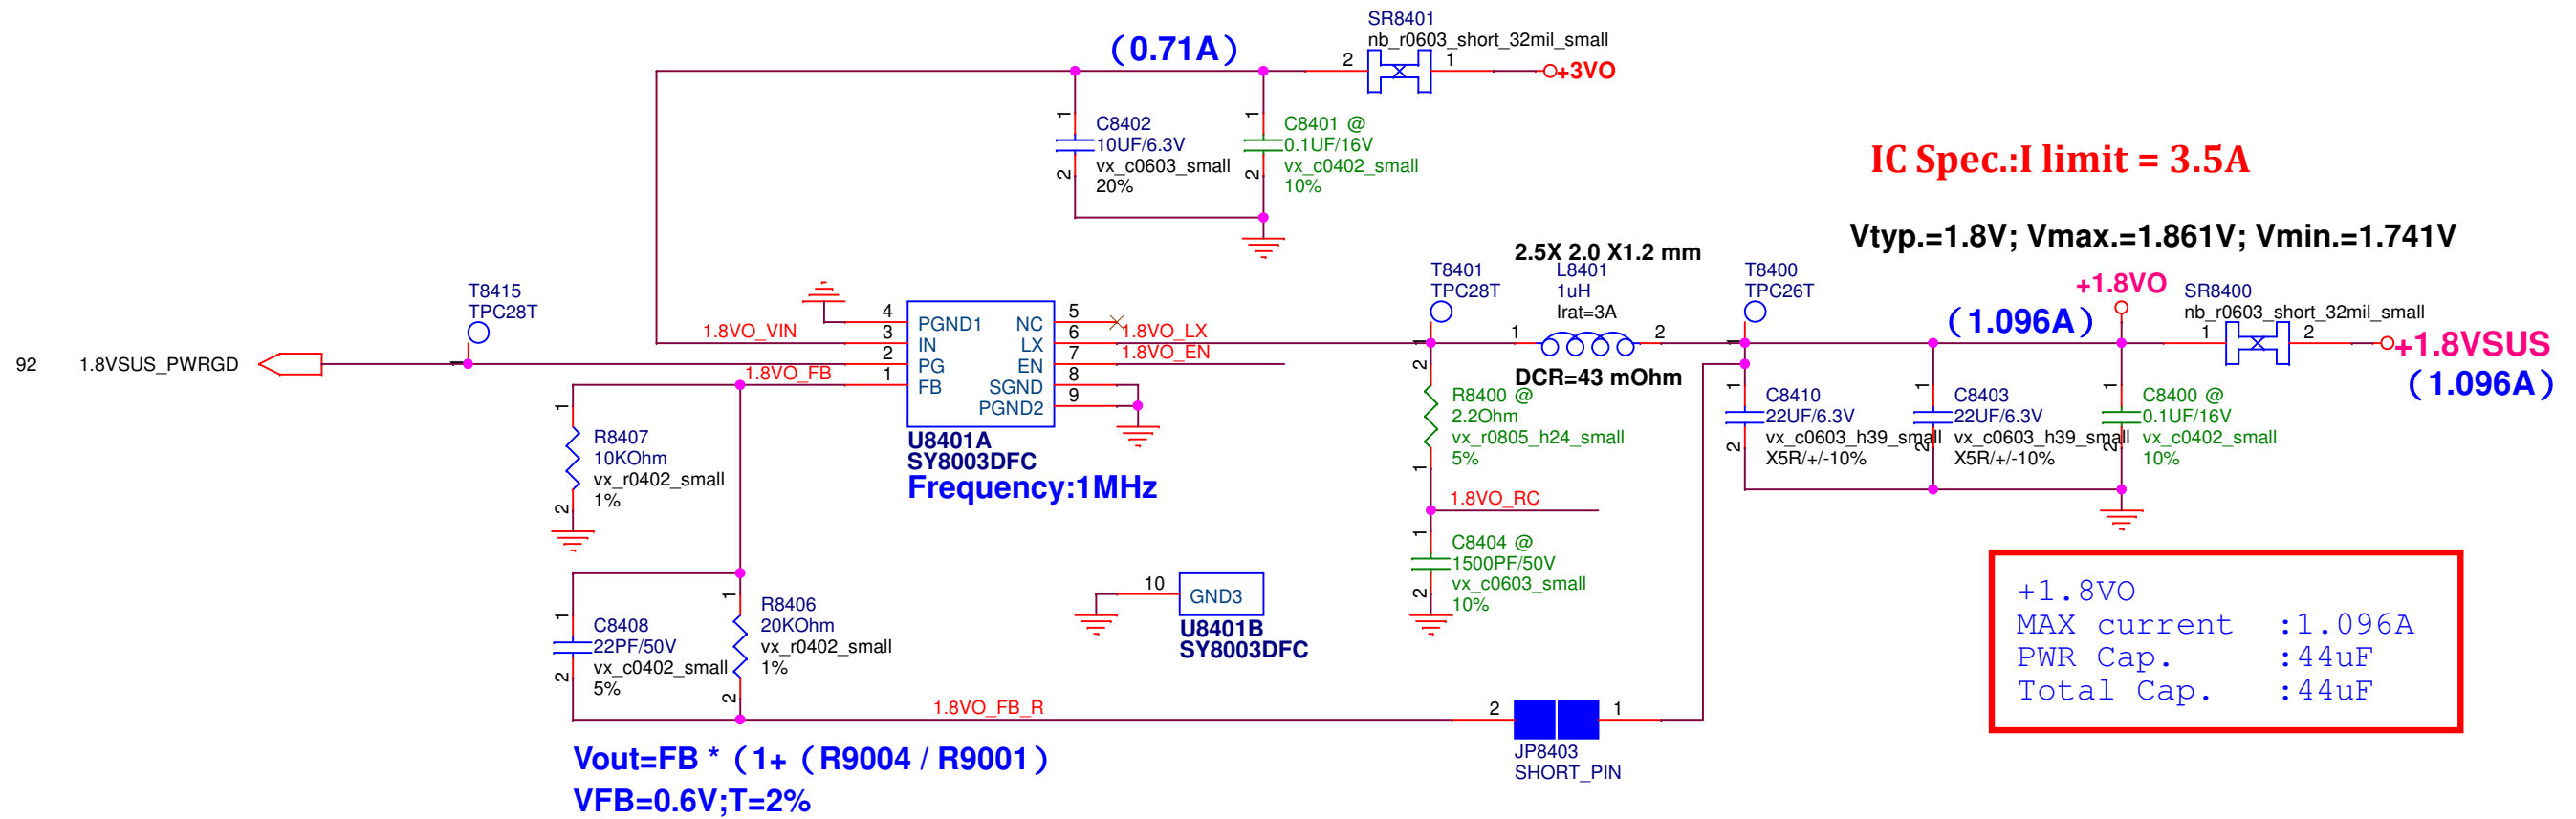 SR8401
nb_r0603_short_32mil_small
(0.71A)
2
1
+3VO
1
C8402
10UF/6.3V
vx_c0603_small
20%
2
1
C8401 @
0.1UF/16V
vx_c0402_small
10%
2
IC Spec.:I limit = 3.5A
Vtyp.=1.8V; Vmax.=1.861V; Vmin.=1.741V
92
1.8VSUS_PWRGD
T8415
TPC28T
1
1.8VO_VIN
1.8VO_FB
4
3
2
1
PGND1
IN
PG
FB
NC
LX
EN
SGND
PGND2
5
6
7
8
9
1.8VO_LX
1.8VO_EN
U8401A
SY8003DFC
Frequency:1MHz
T8401
TPC28T
1
2.5X 2.0 X1.2 mm
L8401
1uH
Irat=3A
1
2
DCR=43 mOhm
T8400
TPC26T
1
(1.096A)
+1.8VO
SR8400
nb_r0603_short_32mil_small
1
2
+1.8VSUS
(1.096A)
2
R8400 @
2.2Ohm
vx_r0805_h24_small
5%
1
1.8VO_RC
1
C8404 @
1500PF/50V
vx_c0603_small
10%
2
1
C8410
22UF/6.3V
vx_c0603_h39_small
X5R/+/-10%
2
1
C8403
22UF/6.3V
vx_c0603_h39_small
X5R/+/-10%
2
1
C8400 @
0.1UF/16V
vx_c0402_small
10%
2
1
R8407
10KOhm
vx_r0402_small
1%
2
1
C8408
22PF/50V
vx_c0402_small
5%
2
1
R8406
20KOhm
vx_r0402_small
1%
2
10
GND3
U8401B
SY8003DFC
1.8VO_FB_R
2
1
JP8403
SHORT_PIN
+1.8VO
MAX current :1.096A
PWR Cap. :44uF
Total Cap. :44uF
Vout=FB * (1+ (R9004 / R9001)
VFB=0.6V;T=2%